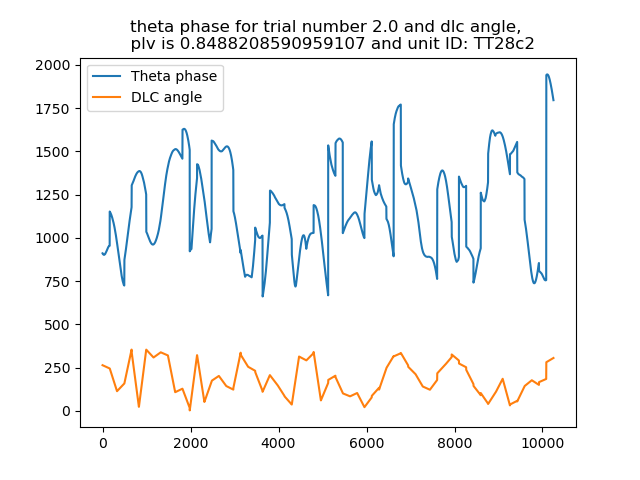 theta phase for trial number 2.0 and dlc angle,
plv is 0.8488208590959107 and unit ID: TT28c2
Theta phase
DLC angle
2000
1750
1500
1250
1000
750
500
250
0
0 2000 4000 6000 8000 10000